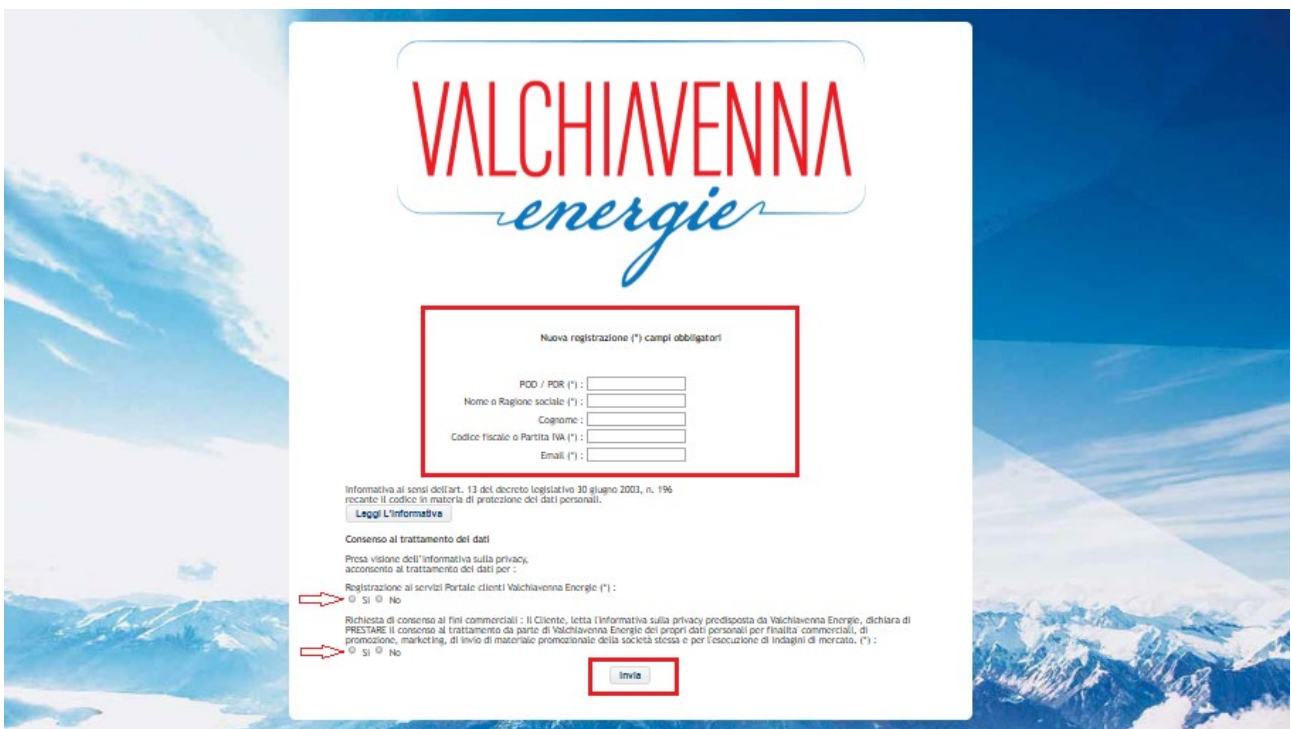 VALCHIAVENNA
energie
Nuova registrazione (*) campi obbligatori
POD / PDR (*) :
Nome o Ragione sociale (*) :
Cognome :
Codice fiscale o Partita IVA (*) :
Email (*) :
Informativa ai sensi dell'art. 13 del decreto legislativo 30 giugno 2003, n. 196
recante il codice in materia di protezione dei dati personali.
Leggi L'Informativa
Consenso al trattamento dei dati
Presa visione dell'informativa sulla privacy,
acconsento al trattamento dei dati per :
Registrazione ai servizi Portale clienti Valchiavenna Energie (*) :
Si No
Richiesta di consenso ai fini commerciali : Il Cliente, letta l'informativa sulla privacy predisposta da Valchiavenna Energie, dichiara di
PRESTARE il consenso al trattamento da parte di Valchiavenna Energie dei propri dati personali per finalita' commerciali, di
promozione, marketing, di invio di materiale promozionale della società stessa e per l'esecuzione di indagini di mercato. (*) :
Si No
Invia